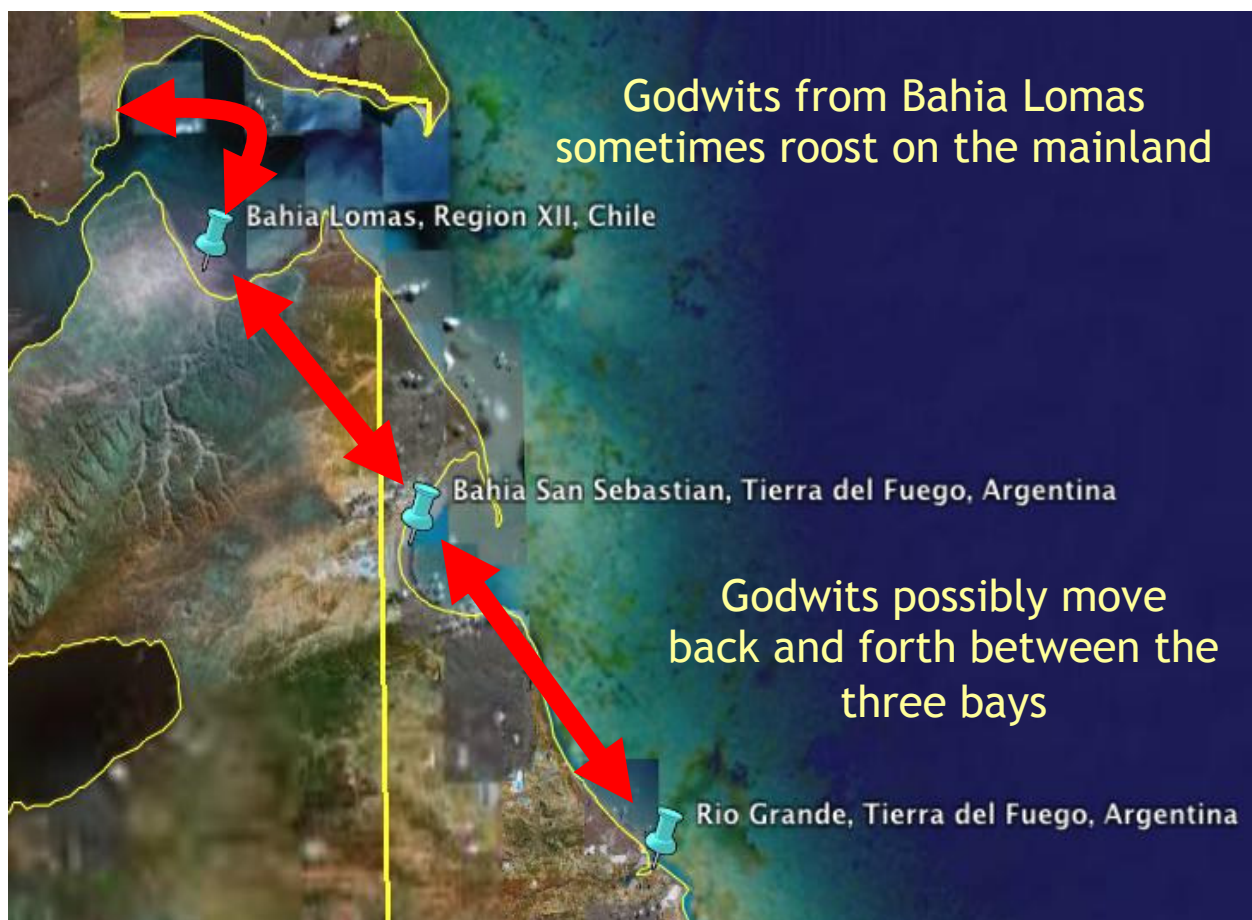 Godwits from Bahia Lomas
sometimes roost on the mainland
Bahia Lomas, Region XII, Chile
Bahia San Sebastian, Tierra del Fuego, Argentina
Godwits possibly move
back and forth between the
three bays
Rio Grande, Tierra del Fuego, Argentina